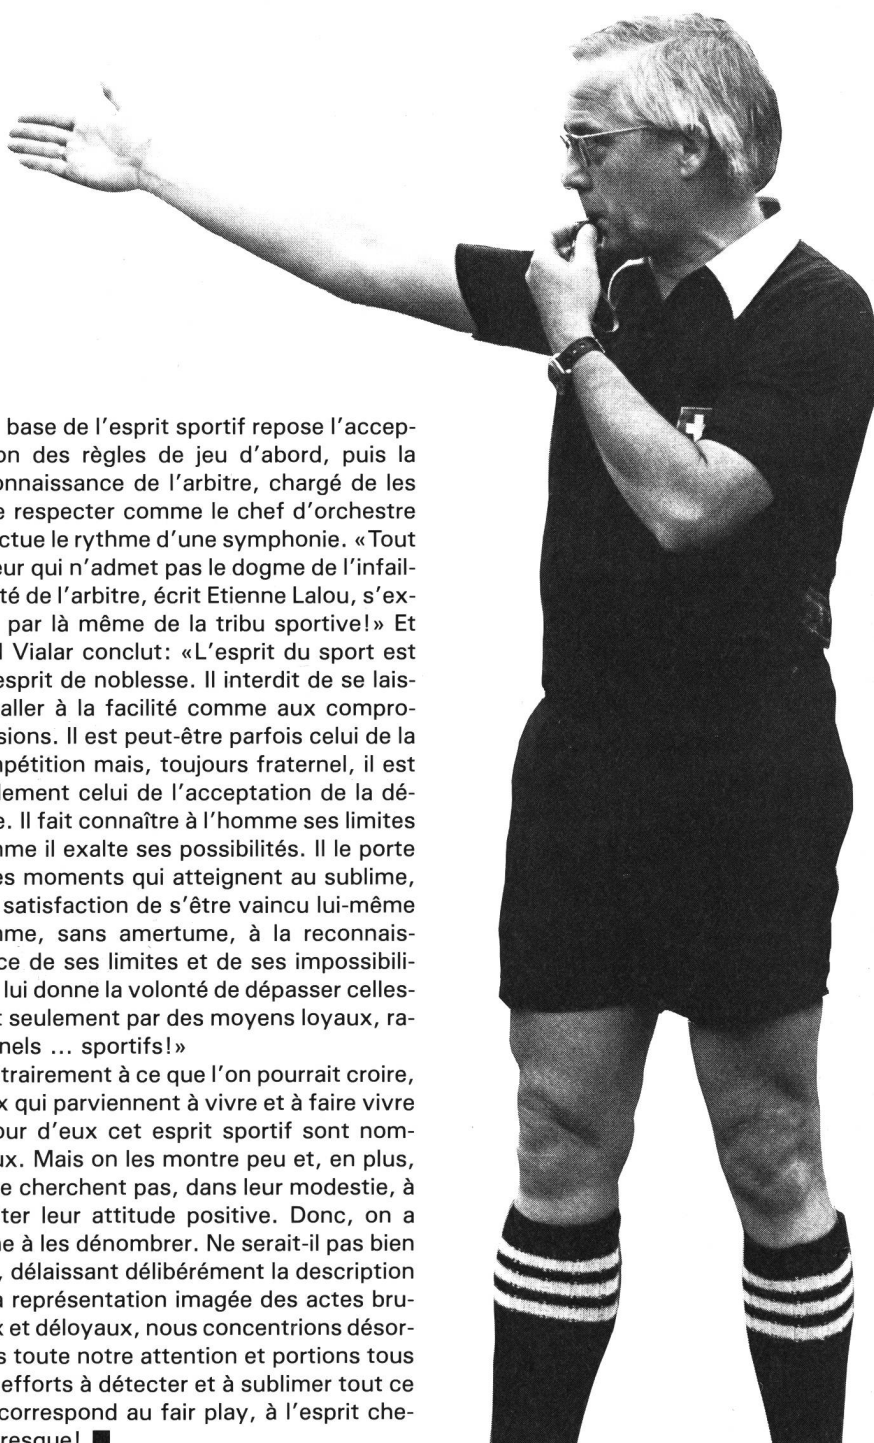 base de l'esprit sportif repose l'accep-
on des règles de jeu d'abord, puis la
onnaissance de l'arbitre, chargé de les
e respecter comme le chef d'orchestre
ctue le rythme d'une symphonie. «Tout
eur qui n'admet pas le dogme de l'infail-
té de l'arbitre, écrit Etienne Lalou, s'ex-
par là même de la tribu sportive!» Et
l Vialar conclut: «L'esprit du sport est
esprit de noblesse. Il interdit de se lais-
aller à la facilité comme aux compro-
sions. Il est peut-être parfois celui de la
pétition mais, toujours fraternel, il est
lement celui de l'acceptation de la dé-
e. Il fait connaître à l'homme ses limites
me il exalte ses possibilités. Il le porte
es moments qui atteignent au sublime,
satisfaction de s'être vaincu lui-même
me, sans amertume, à la reconnais-
ce de ses limites et de ses impossibili-
lui donne la volonté de dépasser celles-
t seulement par des moyens loyaux, ra-
nels ... sportifs!»
trairement à ce que l'on pourrait croire,
x qui parviennent à vivre et à faire vivre
our d'eux cet esprit sportif sont nom-
ux. Mais on les montre peu et, en plus,
e cherchent pas, dans leur modestie, à
ter leur attitude positive. Donc, on a
ne à les dénombrer. Ne serait-il pas bien
, délaissant délibérément la description
a représentation imagée des actes bru-
x et déloyaux, nous concentrions désor-
s toute notre attention et portions tous
efforts à détecter et à sublimer tout ce
correspond au fair play, à l'esprit che-
resque! ■